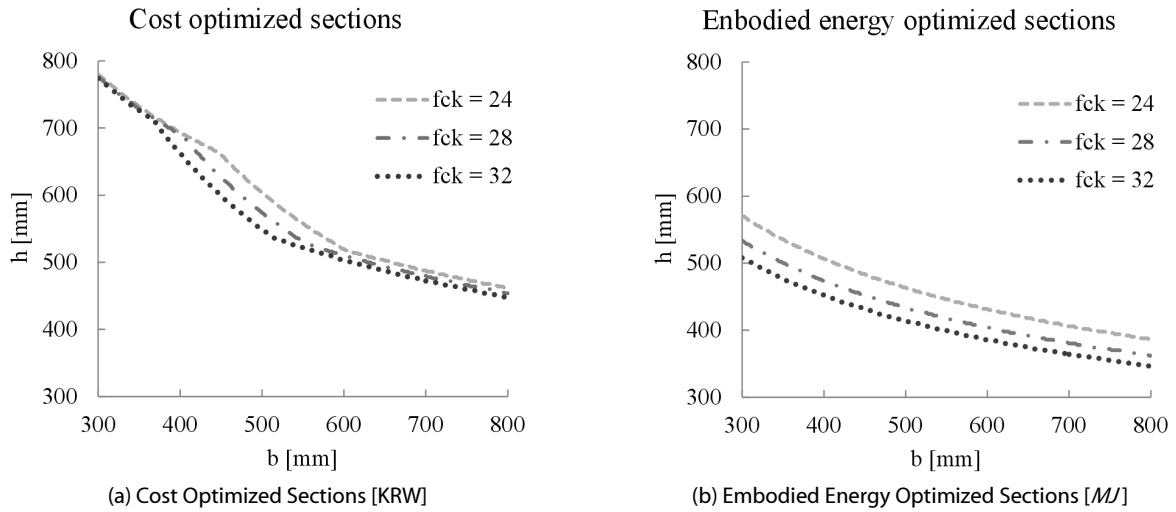 Cost optimized sections
800
700
600
500
400
300
h [mm]
300 400 500 600 700 800
b [mm]
fck = 24
fck = 28
fck = 32
(a) Cost Optimized Sections [KRW]
Enbodied energy optimized sections
800
700
600
500
400
300
h [mm]
300 400 500 600 700 800
b [mm]
fck = 24
fck = 28
fck = 32
(b) Embodied Energy Optimized Sections [MJ]